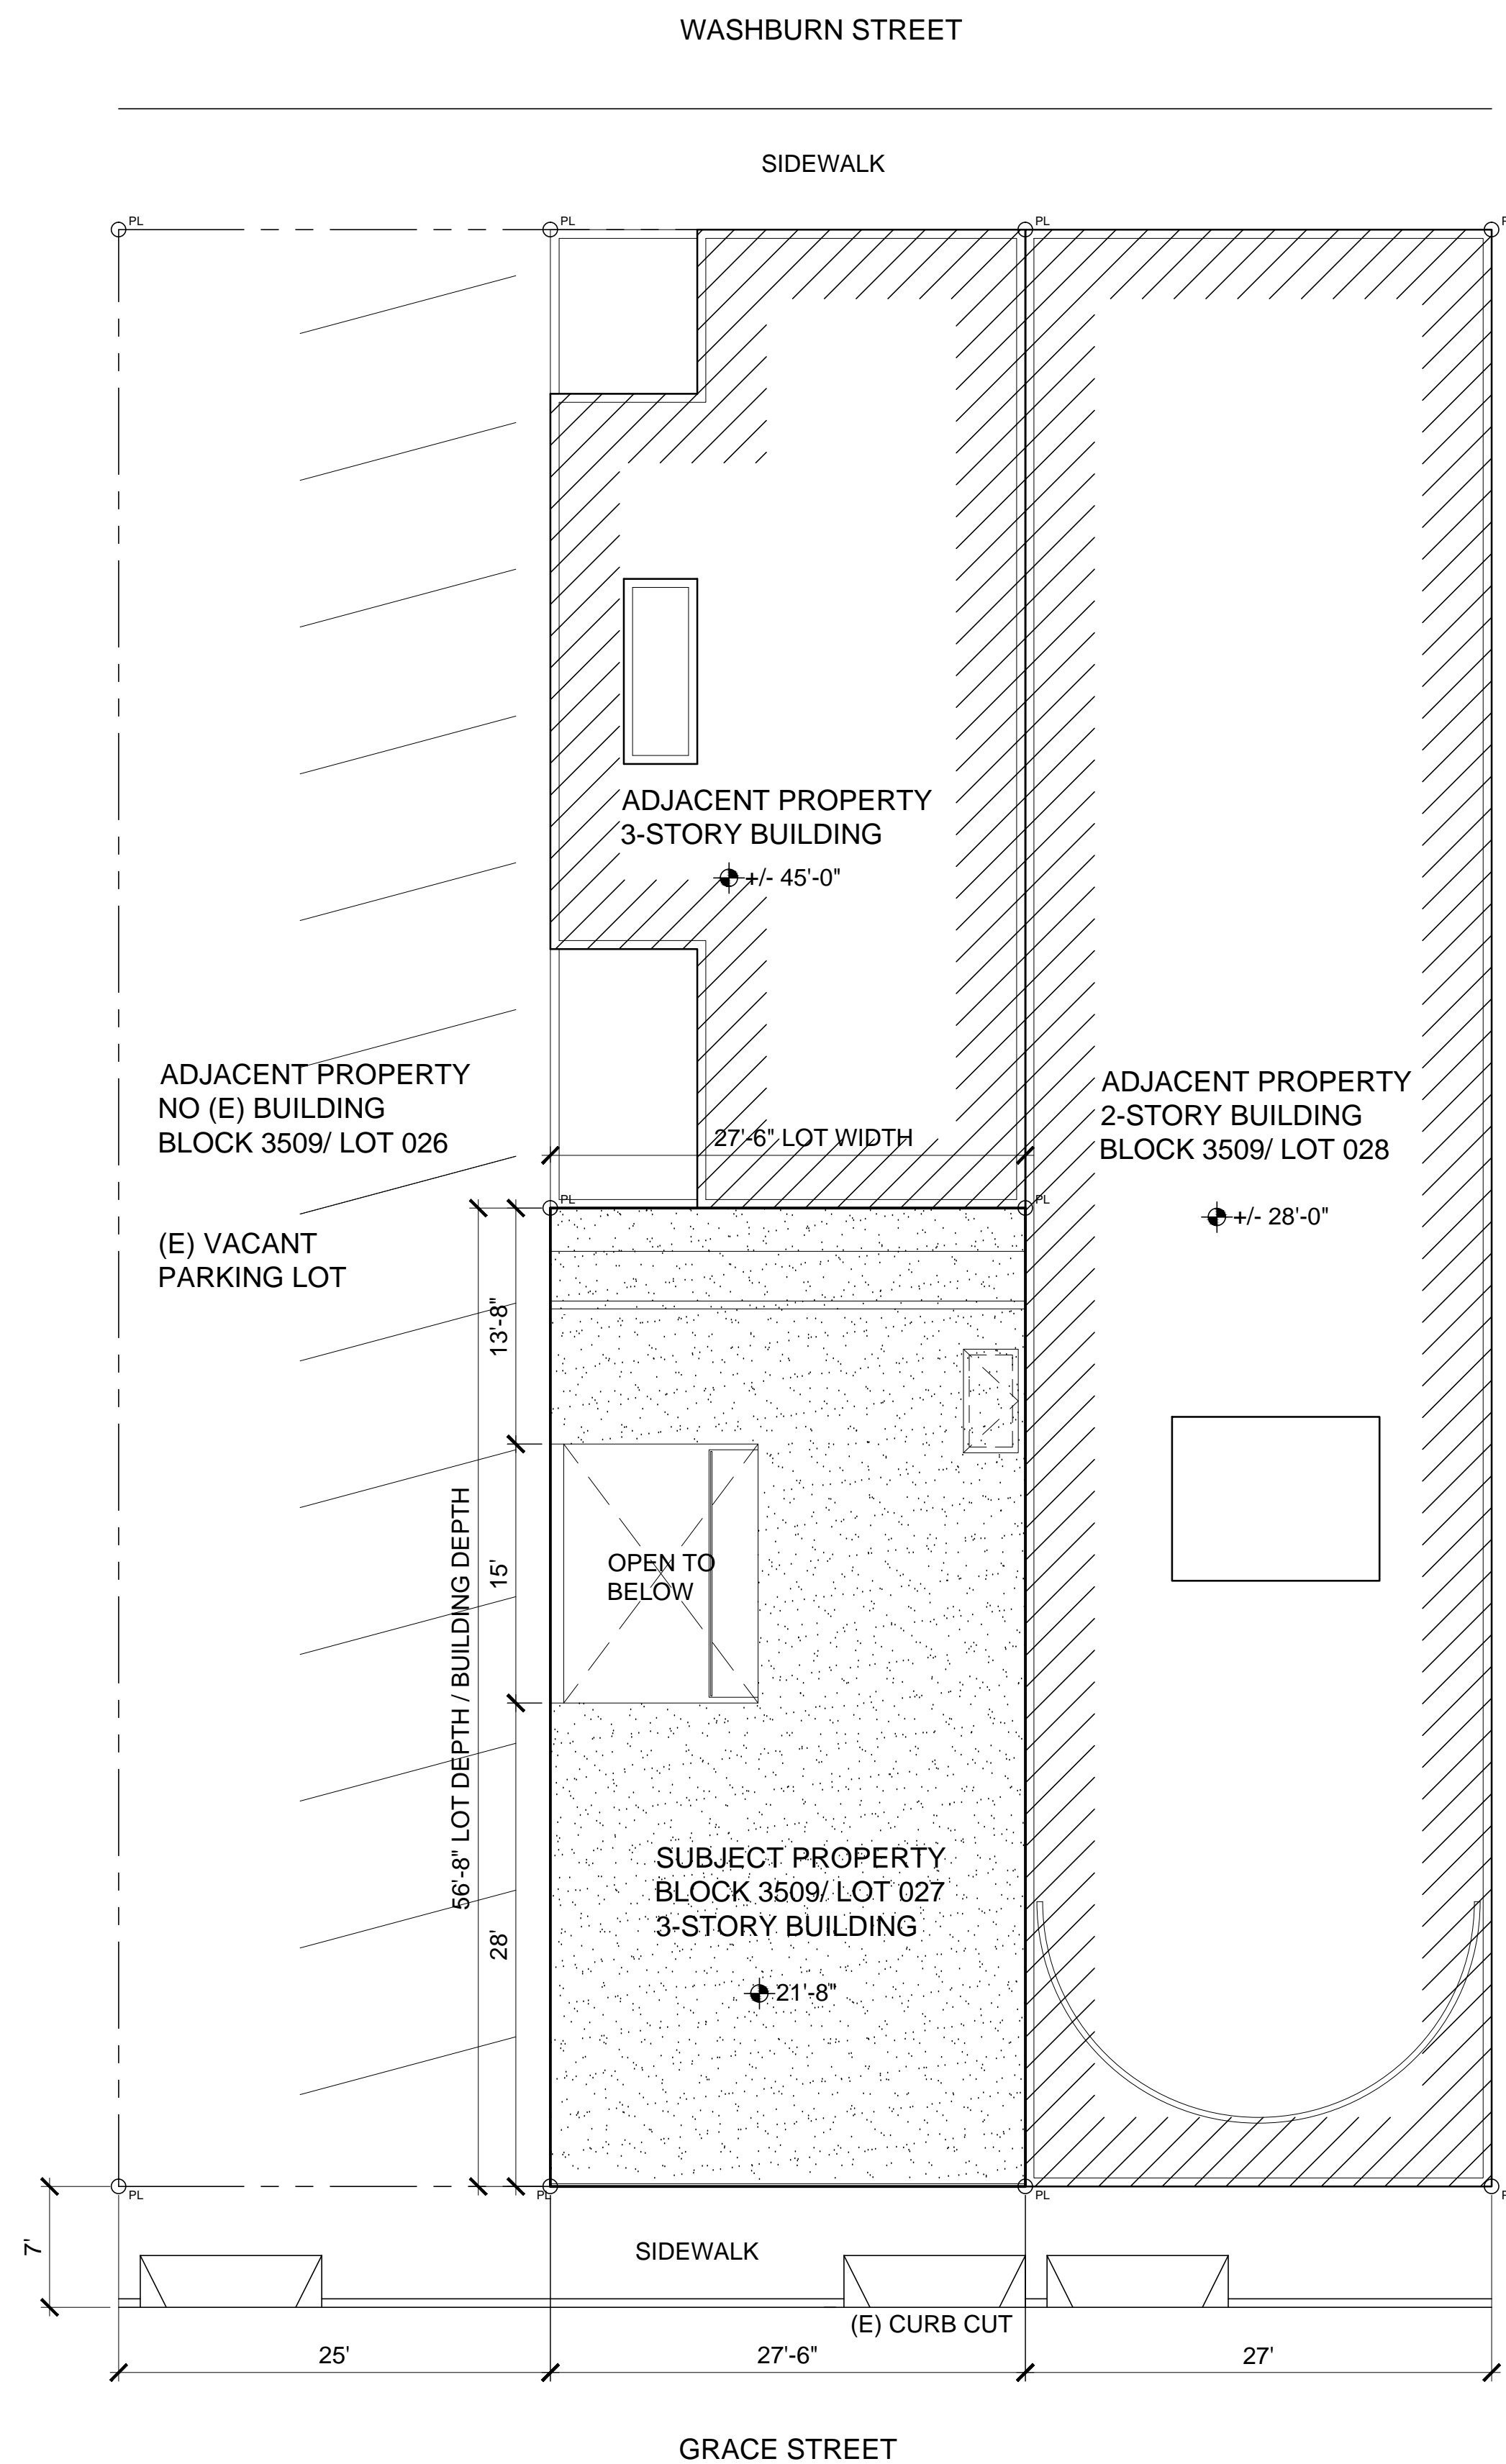 WASHBURN STREET
SIDEWALK
PL
PL
PL
P
ADJACENT PROPERTY
3-STORY BUILDING
+/- 45'-0"
ADJACENT PROPERTY
NO (E) BUILDING
BLOCK 3509/ LOT 026
ADJACENT PROPERTY
2-STORY BUILDING
BLOCK 3509/ LOT 028
27'-6" LOT WIDTH
PL
PL
+/- 28'-0"
(E) VACANT
PARKING LOT
13'-8"
15'
28'
56'-8" LOT DEPTH / BUILDING DEPTH
OPEN TO
BELOW
SUBJECT PROPERTY
BLOCK 3509/ LOT 027
3-STORY BUILDING
21'-8"
PL
PL
PL
P
7'
SIDEWALK
(E) CURB CUT
25'
27'-6"
27'
GRACE STREET